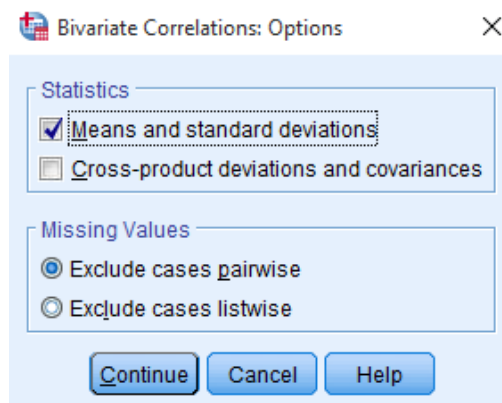 Bivariate Correlations: Options
Statistics
Means and standard deviations
Cross-product deviations and covariances
Missing Values
Exclude cases pairwise
Exclude cases listwise
Continue Cancel Help